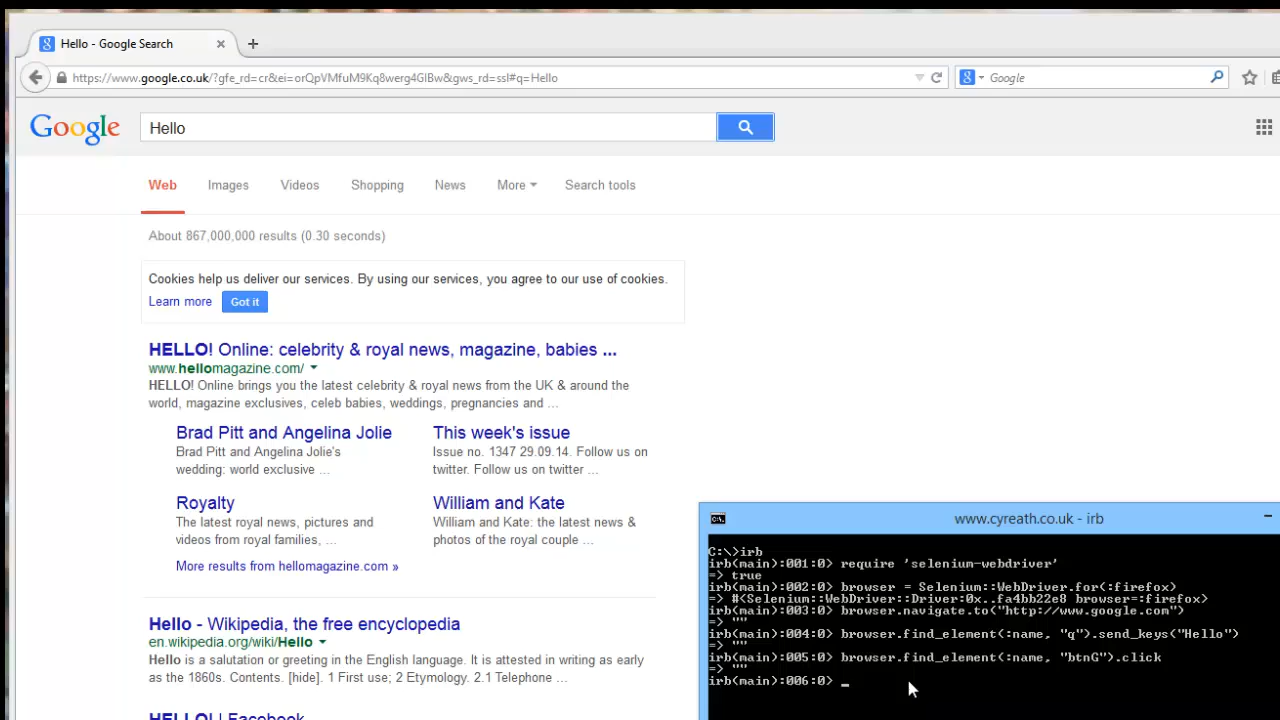 Hello - Google Search
https://www.google.co.uk/?gfe_rd=cr&ei=orQpVMfuM9Kq8werg4GIBw&gws_rd=ssl#q=Hello
Google
Google
Hello
Web Images Videos Shopping News More Search tools
About 867,000,000 results (0.30 seconds)
Cookies help us deliver our services. By using our services, you agree to our use of cookies.
Learn more Got it
HELLO! Online: celebrity & royal news, magazine, babies ...
www.hellomagazine.com/
HELLO! Online brings you the latest celebrity & royal news from the UK & around the
world, magazine exclusives, celeb babies, weddings, pregnancies and ...
Brad Pitt and Angelina Jolie
Brad Pitt and Angelina Jolie's
wedding: world exclusive ...
This week's issue
Issue no. 1347 29.09.14. Follow us on
twitter. Follow us on twitter ...
Royalty
The latest royal news, pictures and
videos from royal families, ...
William and Kate
William and Kate: the latest news &
photos of the royal couple ...
More results from hellomagazine.com »
Hello - Wikipedia, the free encyclopedia
en.wikipedia.org/wiki/Hello
Hello is a salutation or greeting in the English language. It is attested in writing as early
as the 1860s. Contents. [hide]. 1 First use; 2 Etymology. 2.1 Telephone ...
HELLO! | Facebook
www.cyreath.co.uk - irb
C:\>irb
irb(main):001:0> require 'selenium-webdriver'
=> true
irb(main):002:0> browser = Selenium::WebDriver.for(:firefox)
=> #<Selenium::WebDriver::Driver:0x..fa4bb22e8 browser=:firefox>
irb(main):003:0> browser.navigate.to("http://www.google.com")
=> ""
irb(main):004:0> browser.find_element(:name, "q").send_keys("Hello")
=> ""
irb(main):005:0> browser.find_element(:name, "btnG").click
=> ""
irb(main):006:0> _